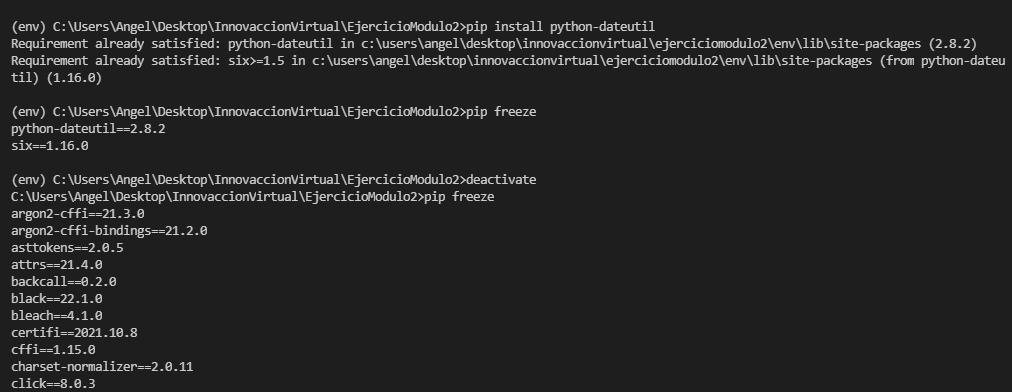 (env) C:\Users\Angel\Desktop\InnovaccionVirtual\EjercicioModulo2>pip install python-dateutil
Requirement already satisfied: python-dateutil in c:\users\angel\desktop\innovaccionvirtual\ejerciciomodulo2\env\lib\site-packages (2.8.2)
Requirement already satisfied: six>=1.5 in c:\users\angel\desktop\innovaccionvirtual\ejerciciomodulo2\env\lib\site-packages (from python-dateu
til) (1.16.0)
(env) C:\Users\Angel\Desktop\InnovaccionVirtual\EjercicioModulo2>pip freeze
python-dateutil==2.8.2
six==1.16.0
(env) C:\Users\Angel\Desktop\InnovaccionVirtual\EjercicioModulo2>deactivate
C:\Users\Angel\Desktop\InnovaccionVirtual\EjercicioModulo2>pip freeze
argon2-cffi==21.3.0
argon2-cffi-bindings==21.2.0
asttokens==2.0.5
attrs==21.4.0
backcall==0.2.0
black==22.1.0
bleach==4.1.0
certifi==2021.10.8
cffi==1.15.0
charset-normalizer==2.0.11
click==8.0.3